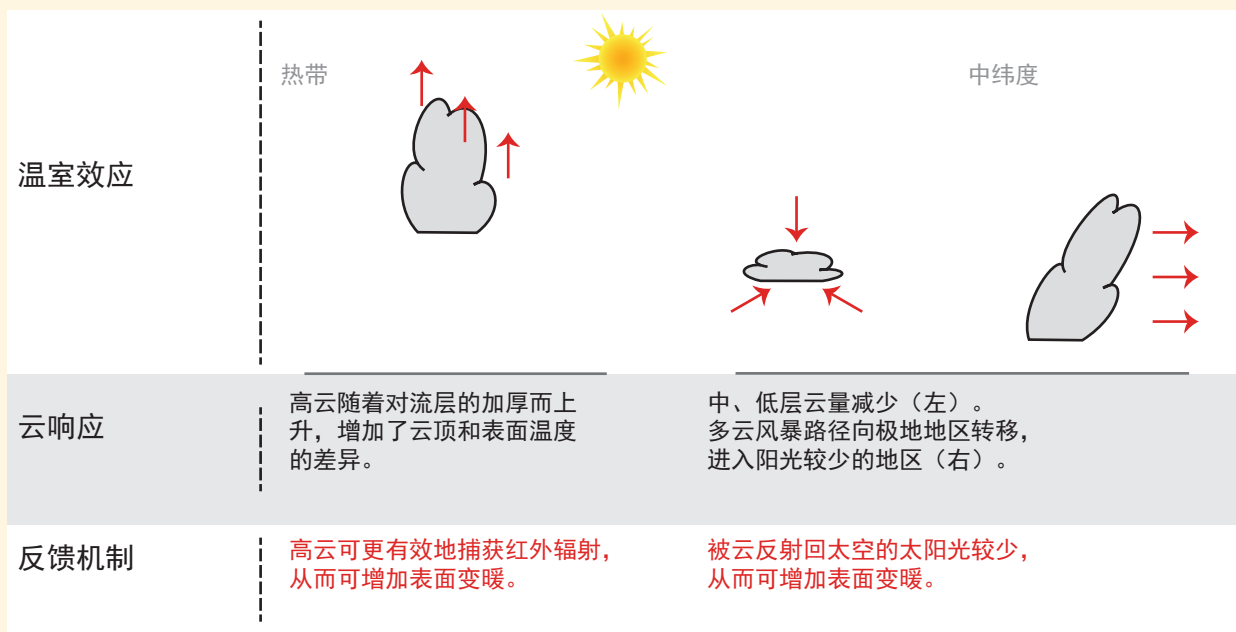 热带
中纬度
温室效应
云响应
高云随着对流层的加厚而上
升，增加了云顶和表面温度
的差异。
中、低层云量减少（左）。
多云风暴路径向极地地区转移，
进入阳光较少的地区（右）。
反馈机制
高云可更有效地捕获红外辐射，
从而可增加表面变暖。
被云反射回太空的太阳光较少，
从而可增加表面变暖。